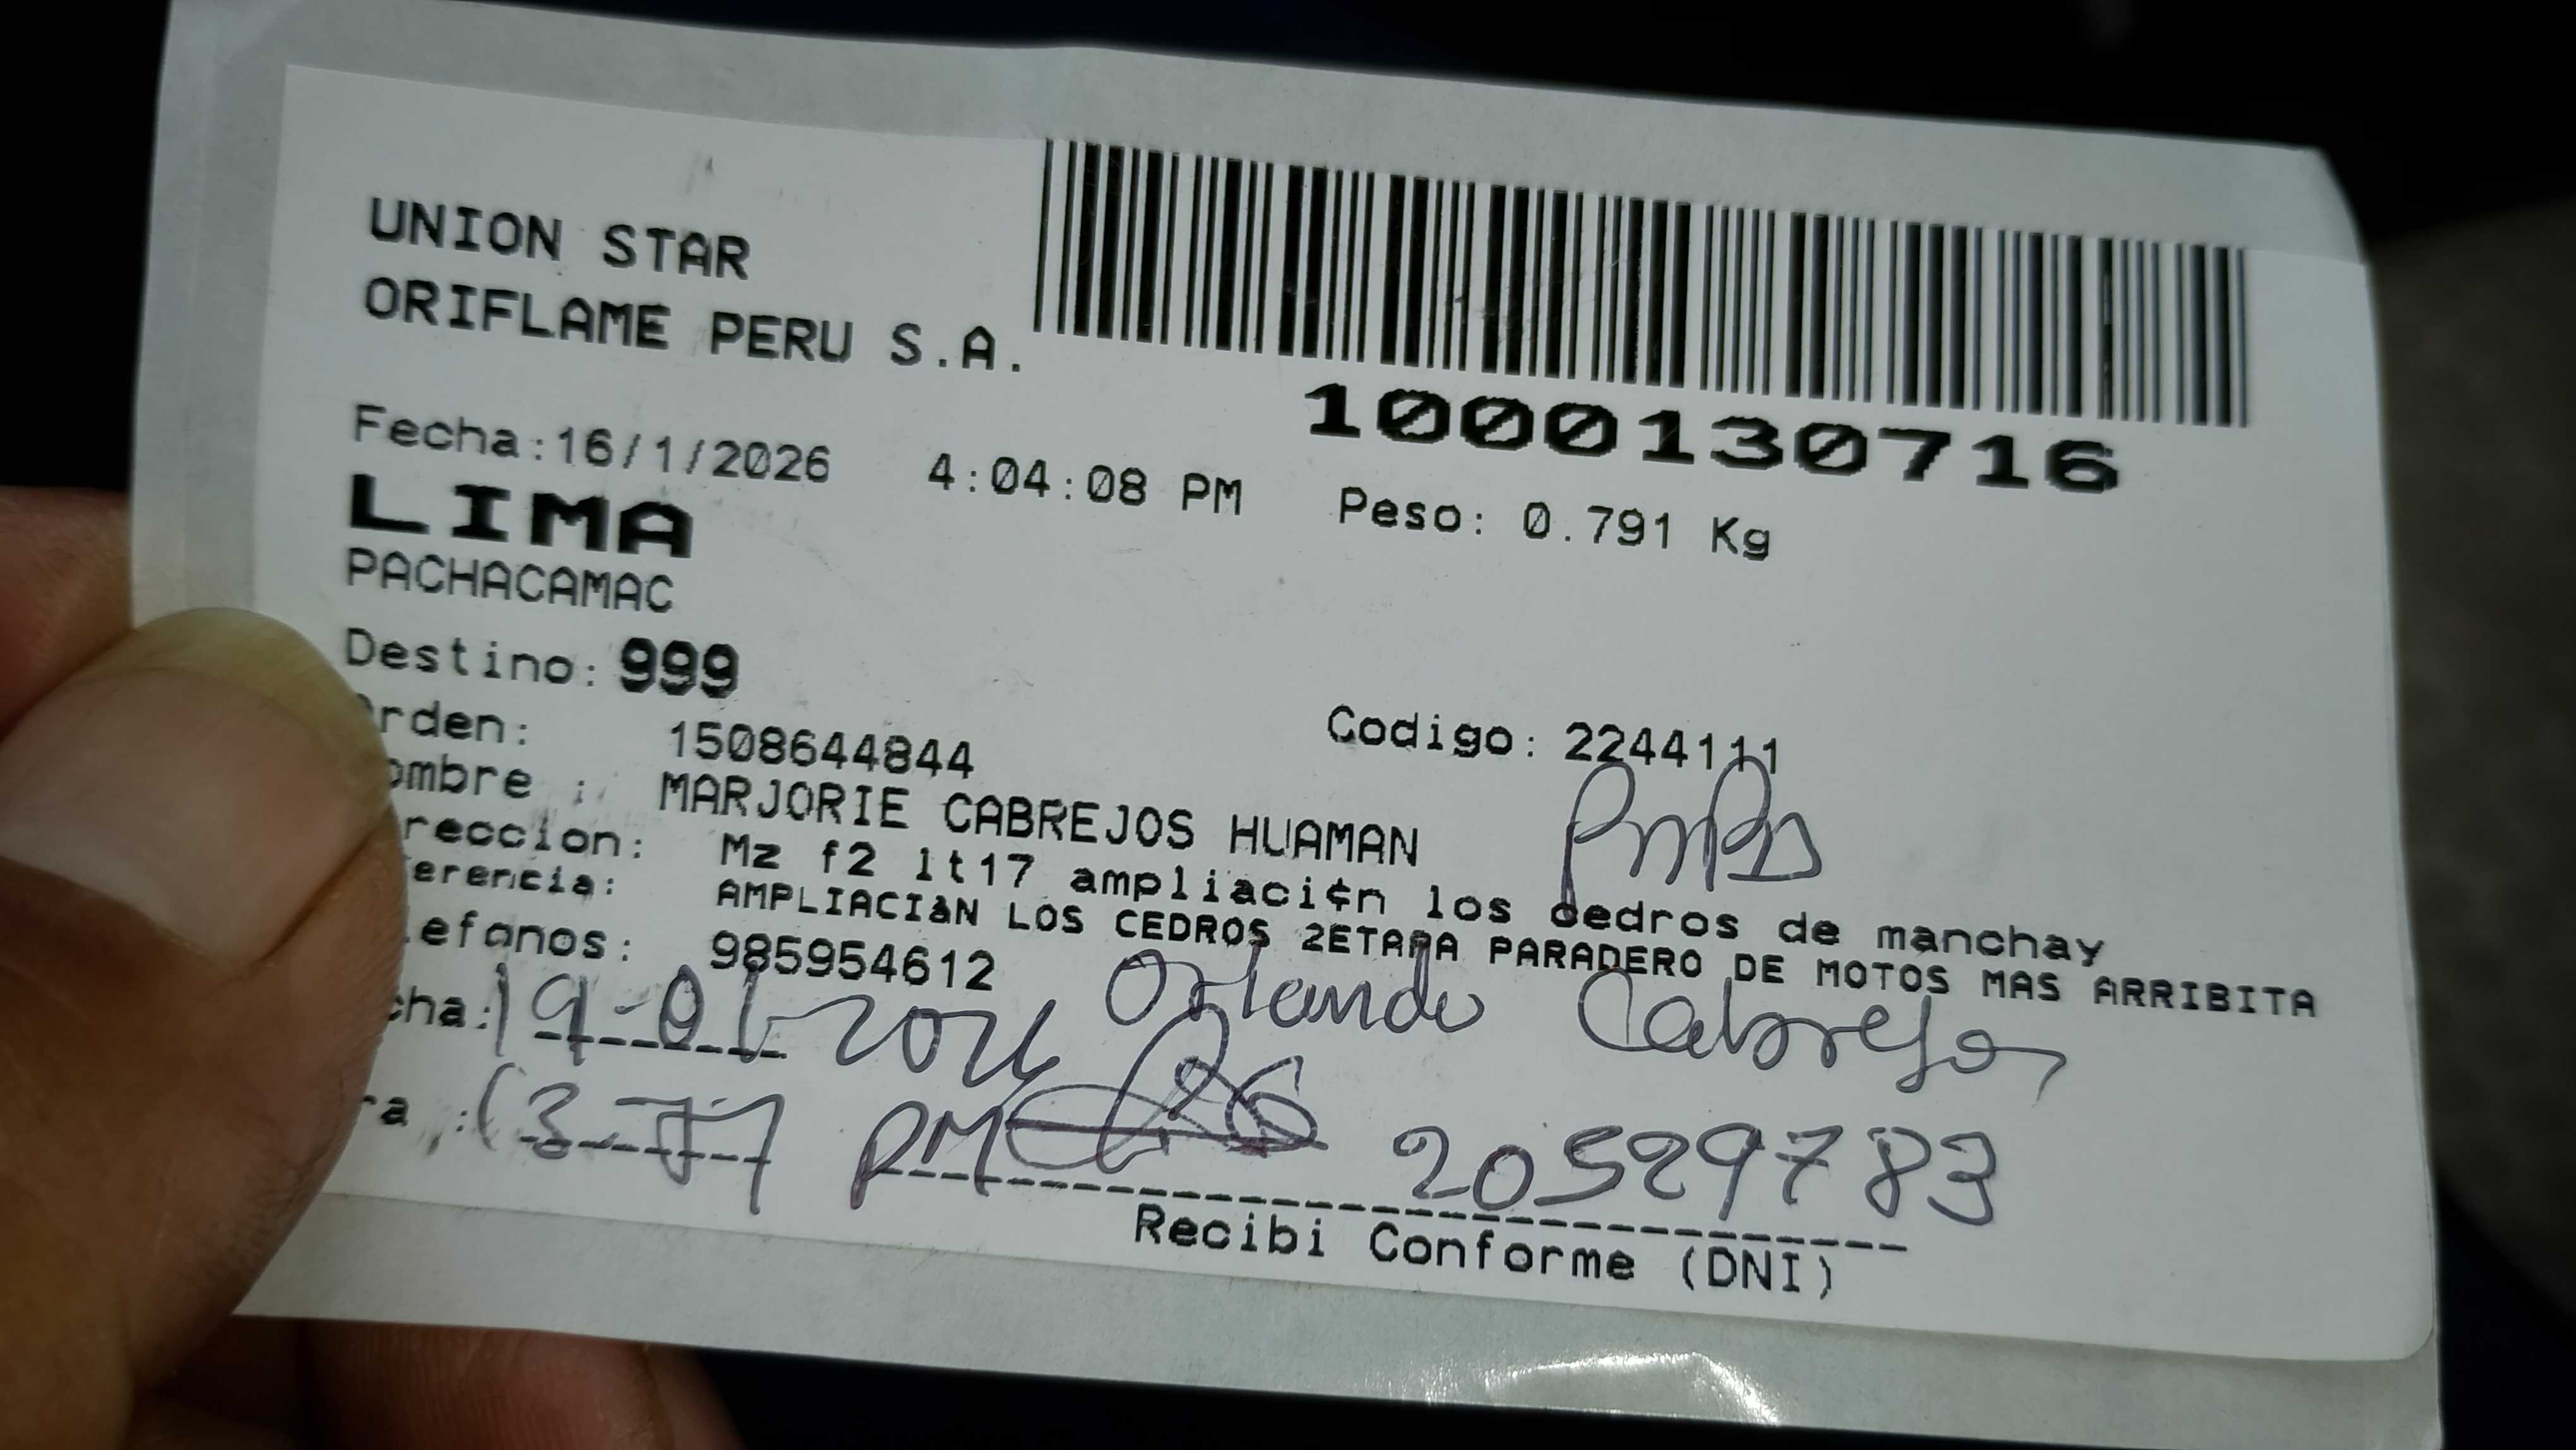 UNION STAR
ORIFLAME PERU S.A.
1000130716
Fecha:16/1/2026 4:04:08 PM Peso: 0.791 Kg
LIMA
PACHACAMAC
Destino: 999
rden: 1508644844 Codigo: 2244111
ombre : MARJORIE CABREJOS HUAMAN
reccion: Mz f2 lt17 ampliaci¢n los cedros de manchay
erencia: AMPLIACIàN LOS CEDROS 2ETAPA PARADERO DE MOTOS MAS ARRIBITA
lefonos: 985954612
cha: 19-01-2026 Orlando Cabrejos
ra : PM 20529783
Recibi Conforme (DNI)